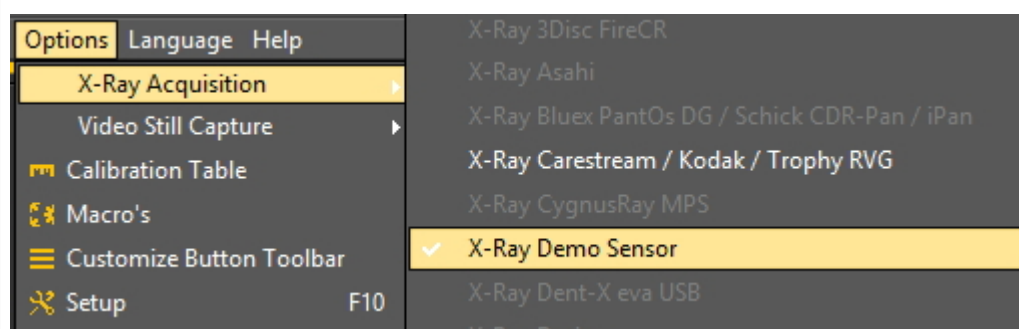 Options Language Help
X-Ray Acquisition
Video Still Capture
Calibration Table
Macro's
Customize Button Toolbar
Setup F10
X-Ray 3Disc FireCR
X-Ray Asahi
X-Ray Bluex PantOs DG / Schick CDR-Pan / iPan
X-Ray Carestream / Kodak / Trophy RVG
X-Ray CygnusRay MPS
X-Ray Demo Sensor
X-Ray Dent-X eva USB